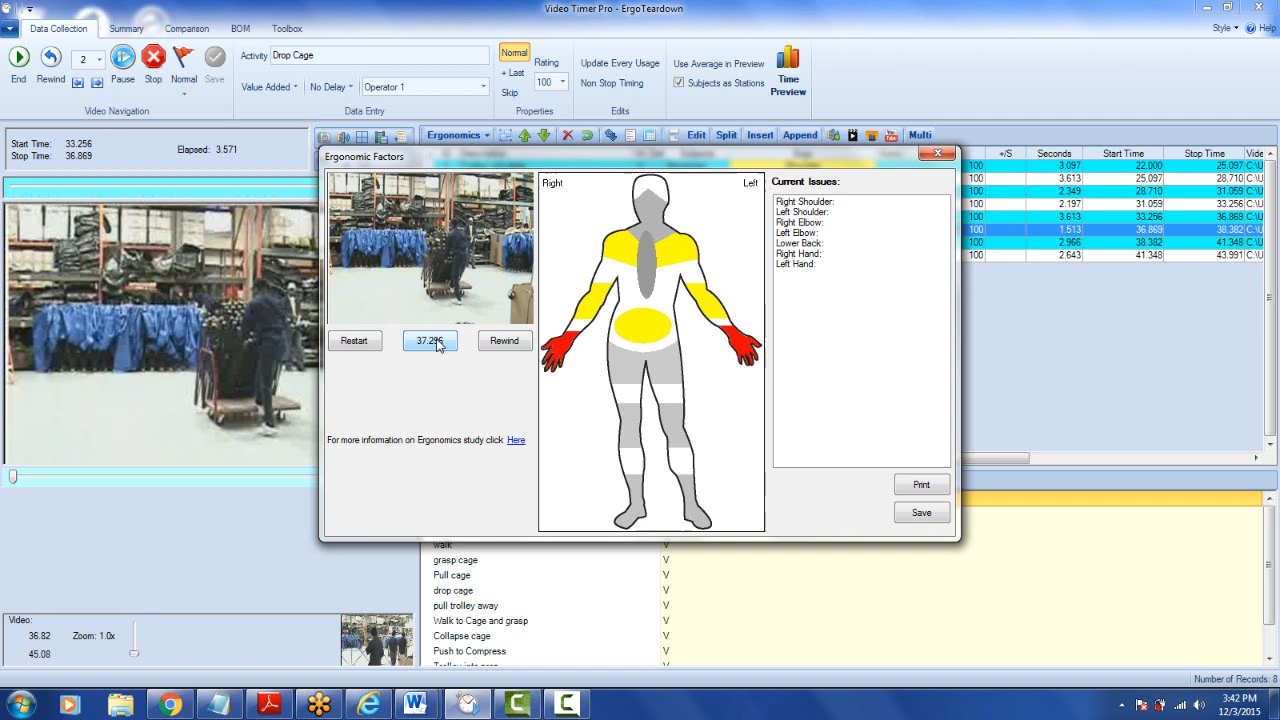 Video Timer Pro - ErgoTeardown
Data Collection Summary Comparison BOM Toolbox Style Help
End Rewind 2 Pause Stop Normal Save
Video Navigation
Activity Drop Cage
Value Added No Delay Operator 1
Data Entry
Normal
+ Last
Skip
Rating
100
Properties
Update Every Usage
Non Stop Timing
Edits
Use Average in Preview
Subjects as Stations
Time
Preview
Start Time: 33.256
Stop Time: 36.869
Elapsed: 3.571
Ergonomics Edit Split Insert Append Multi
+/S Seconds Start Time Stop Time Vide
100 3.097 22.000 25.097 C:\U
100 3.613 25.097 28.710 C:\U
100 2.349 28.710 31.059 C:\U
100 2.197 31.059 33.256 C:\U
100 3.613 33.256 36.869 C:\U
100 1.513 36.869 38.382 C:\U
100 2.966 38.382 41.348 C:\U
100 2.643 41.348 43.991 C:\U
Ergonomic Factors
Right Left
Restart 37.296 Rewind
For more information on Ergonomics study click Here
Current Issues:
Right Shoulder:
Left Shoulder:
Right Elbow:
Left Elbow:
Lower Back:
Right Hand:
Left Hand:
Print
Save
walk V
grasp cage V
Pull cage V
drop cage V
pull trolley away V
Walk to Cage and grasp V
Collapse cage V
Push to Compress V
Video:
36.82 Zoom: 1.0x
45.08
Number of Records: 8
3:42 PM
12/3/2015